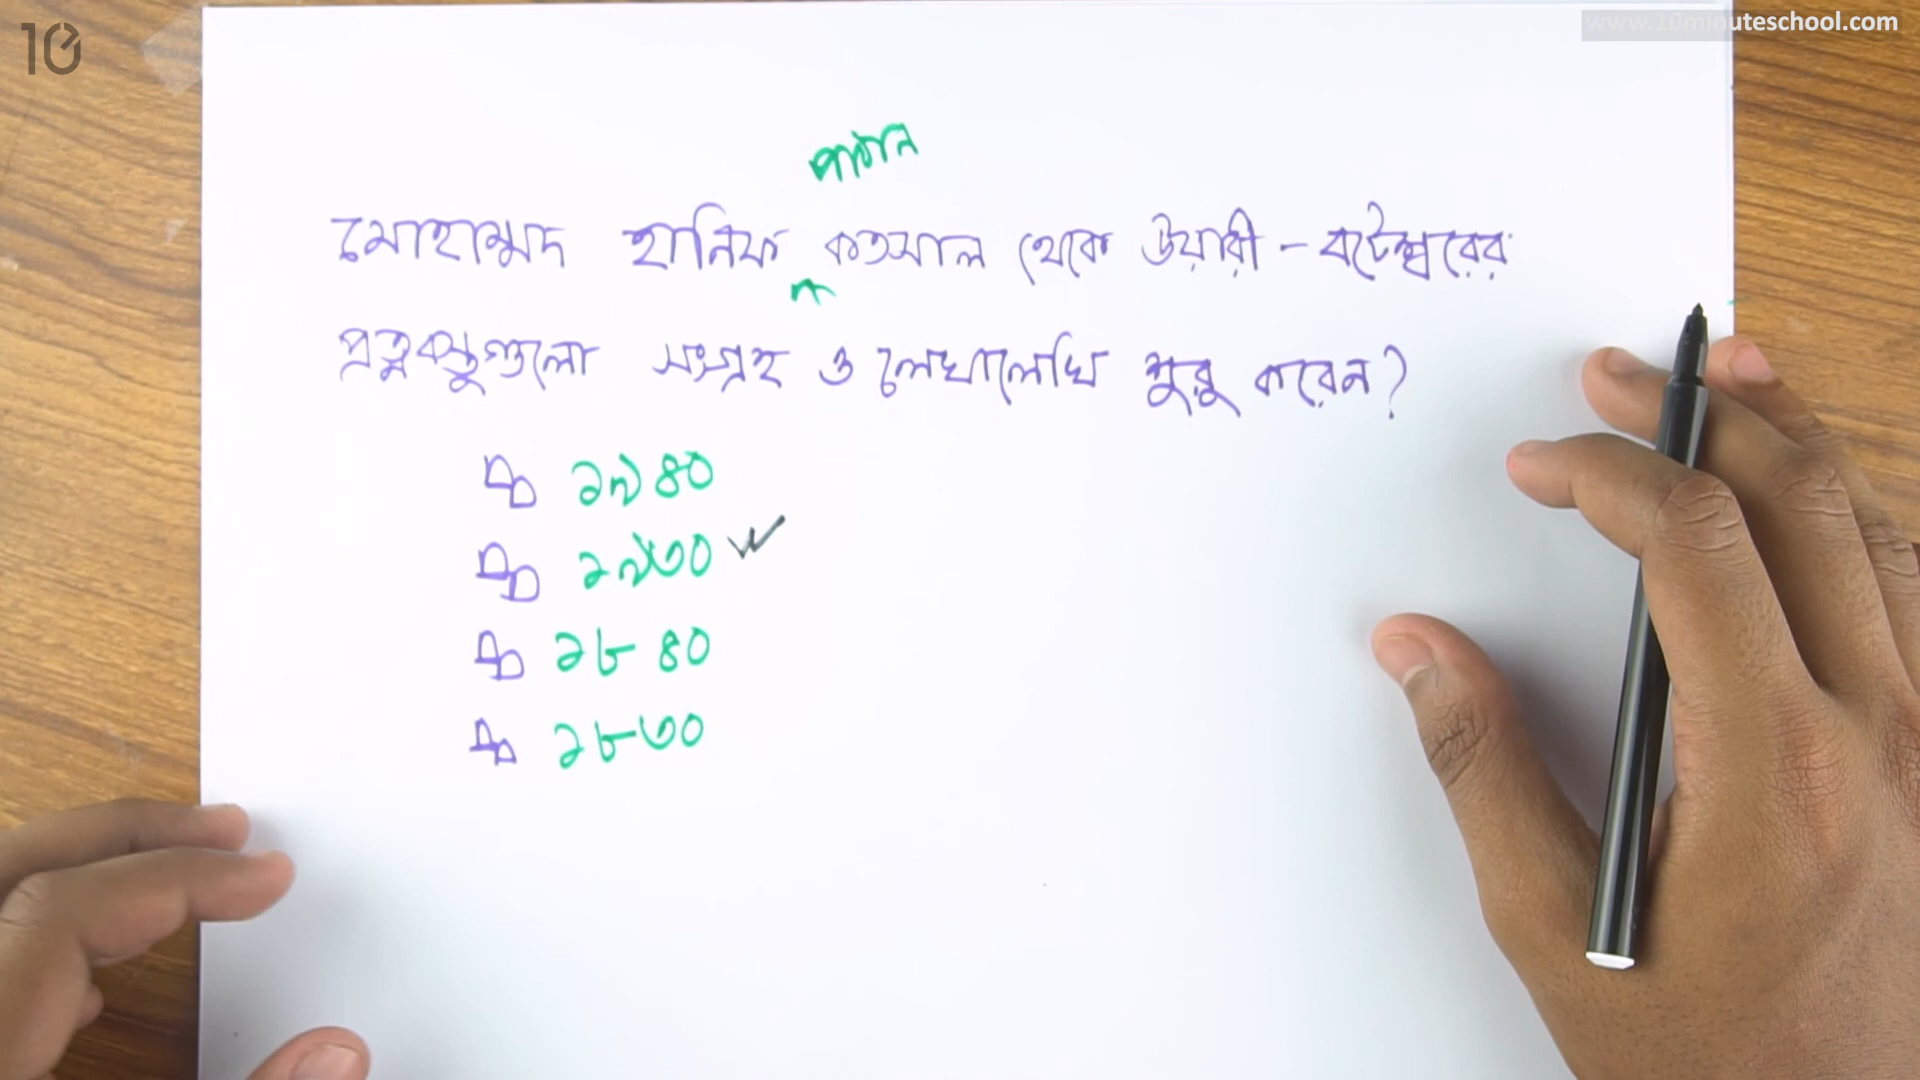 10
www.10minuteschool.com
পাঠান
মোহাম্মদ হানিফ কতসাল থেকে উয়ারী - বটেশ্বরের
প্রত্নবস্তুগুলো সংগ্রহ ও লেখালেখি শুরু করেন?
১৯৪০
১৯৩০
১৮৪০
১৮৩০